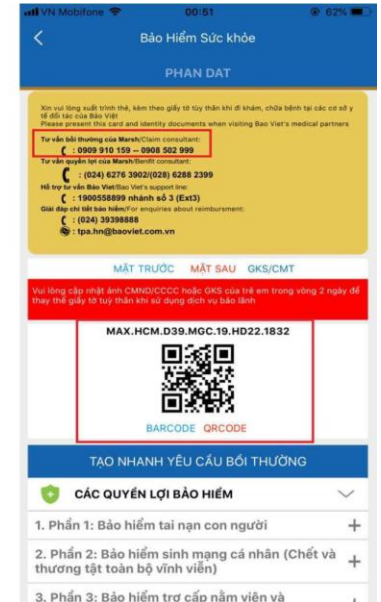 VN Mobifone 00:51 62%
Bảo Hiểm Sức khỏe
PHAN DAT
Xin vui lòng xuất trình thẻ, kèm theo giấy tờ tùy thân khi đi khám, chữa bệnh tại các cơ sở y
tế đối tác của Bảo Việt
Please present this card and identity documents when visiting Bao Viet's medical partners
Tư vấn bồi thường của Marsh/Claim consultant:
: 0909 910 159 -- 0908 502 999
Tư vấn quyền lợi của Marsh/Benfit consultant:
: (024) 6276 3902/(028) 6288 2399
Hỗ trợ tư vấn Bảo Việt/Bao Viet's support line:
: 1900558899 nhánh số 3 (Ext3)
Giải đáp chi tiết bảo hiểm/For enquiries about reimbursment:
: (024) 39398888
: tpa.hn@baoviet.com.vn
MẶT TRƯỚC MẶT SAU GKS/CMT
Vui lòng cập nhật ảnh CMND/CCCC hoặc GKS của trẻ em trong vòng 2 ngày để
thay thế giấy tờ tuỳ thân khi sử dụng dịch vụ bảo lãnh
MAX.HCM.D39.MGC.19.HD22.1832
BARCODE QRCODE
TẠO NHANH YÊU CẦU BỒI THƯỜNG
CÁC QUYỀN LỢI BẢO HIỂM
1. Phần 1: Bảo hiểm tai nạn con người +
2. Phần 2: Bảo hiểm sinh mạng cá nhân (Chết và +
thương tật toàn bộ vĩnh viễn)
3. Phần 3: Bảo hiểm trợ cấp nằm viện và